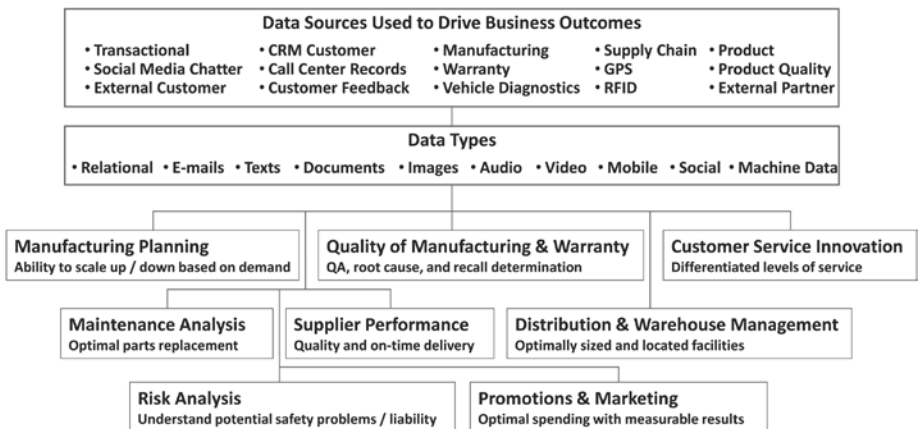 Data Sources Used to Drive Business Outcomes
• Transactional • CRM Customer • Manufacturing • Supply Chain • Product
• Social Media Chatter • Call Center Records • Warranty • GPS • Product Quality
• External Customer • Customer Feedback • Vehicle Diagnostics • RFID • External Partner
Data Types
• Relational • E-mails • Texts • Documents • Images • Audio • Video • Mobile • Social • Machine Data
Manufacturing Planning
Ability to scale up / down based on demand
Quality of Manufacturing & Warranty
QA, root cause, and recall determination
Customer Service Innovation
Differentiated levels of service
Maintenance Analysis
Optimal parts replacement
Supplier Performance
Quality and on-time delivery
Distribution & Warehouse Management
Optimally sized and located facilities
Risk Analysis
Understand potential safety problems / liability
Promotions & Marketing
Optimal spending with measurable results